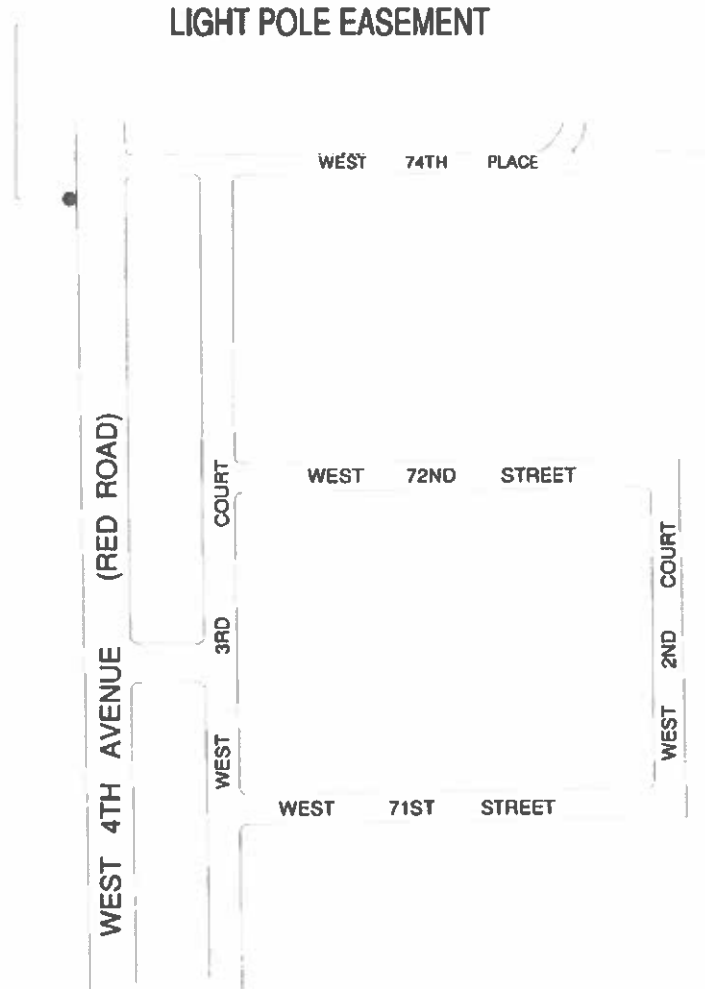 LIGHT POLE EASEMENT
WEST 74TH PLACE
WEST 72ND STREET
WEST 71ST STREET
WEST 4TH AVENUE (RED ROAD)
WEST 3RD COURT
WEST 2ND COURT